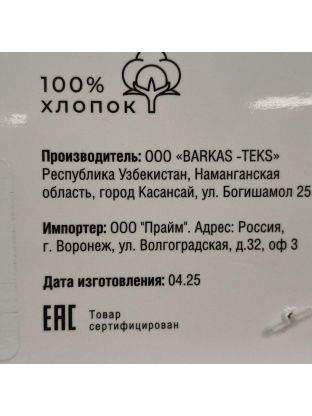 100%
ХЛОПОК
Производитель: ООО «BARKAS -TEKS»
Республика Узбекистан, Наманганская
область, город Касансай, ул. Богишамол 25
Импортер: ООО "Прайм". Адрес: Россия,
г. Воронеж, ул. Волгоградская, д.32, оф 3
Дата изготовления: 04.25
ЕАС Товар
сертифицирован